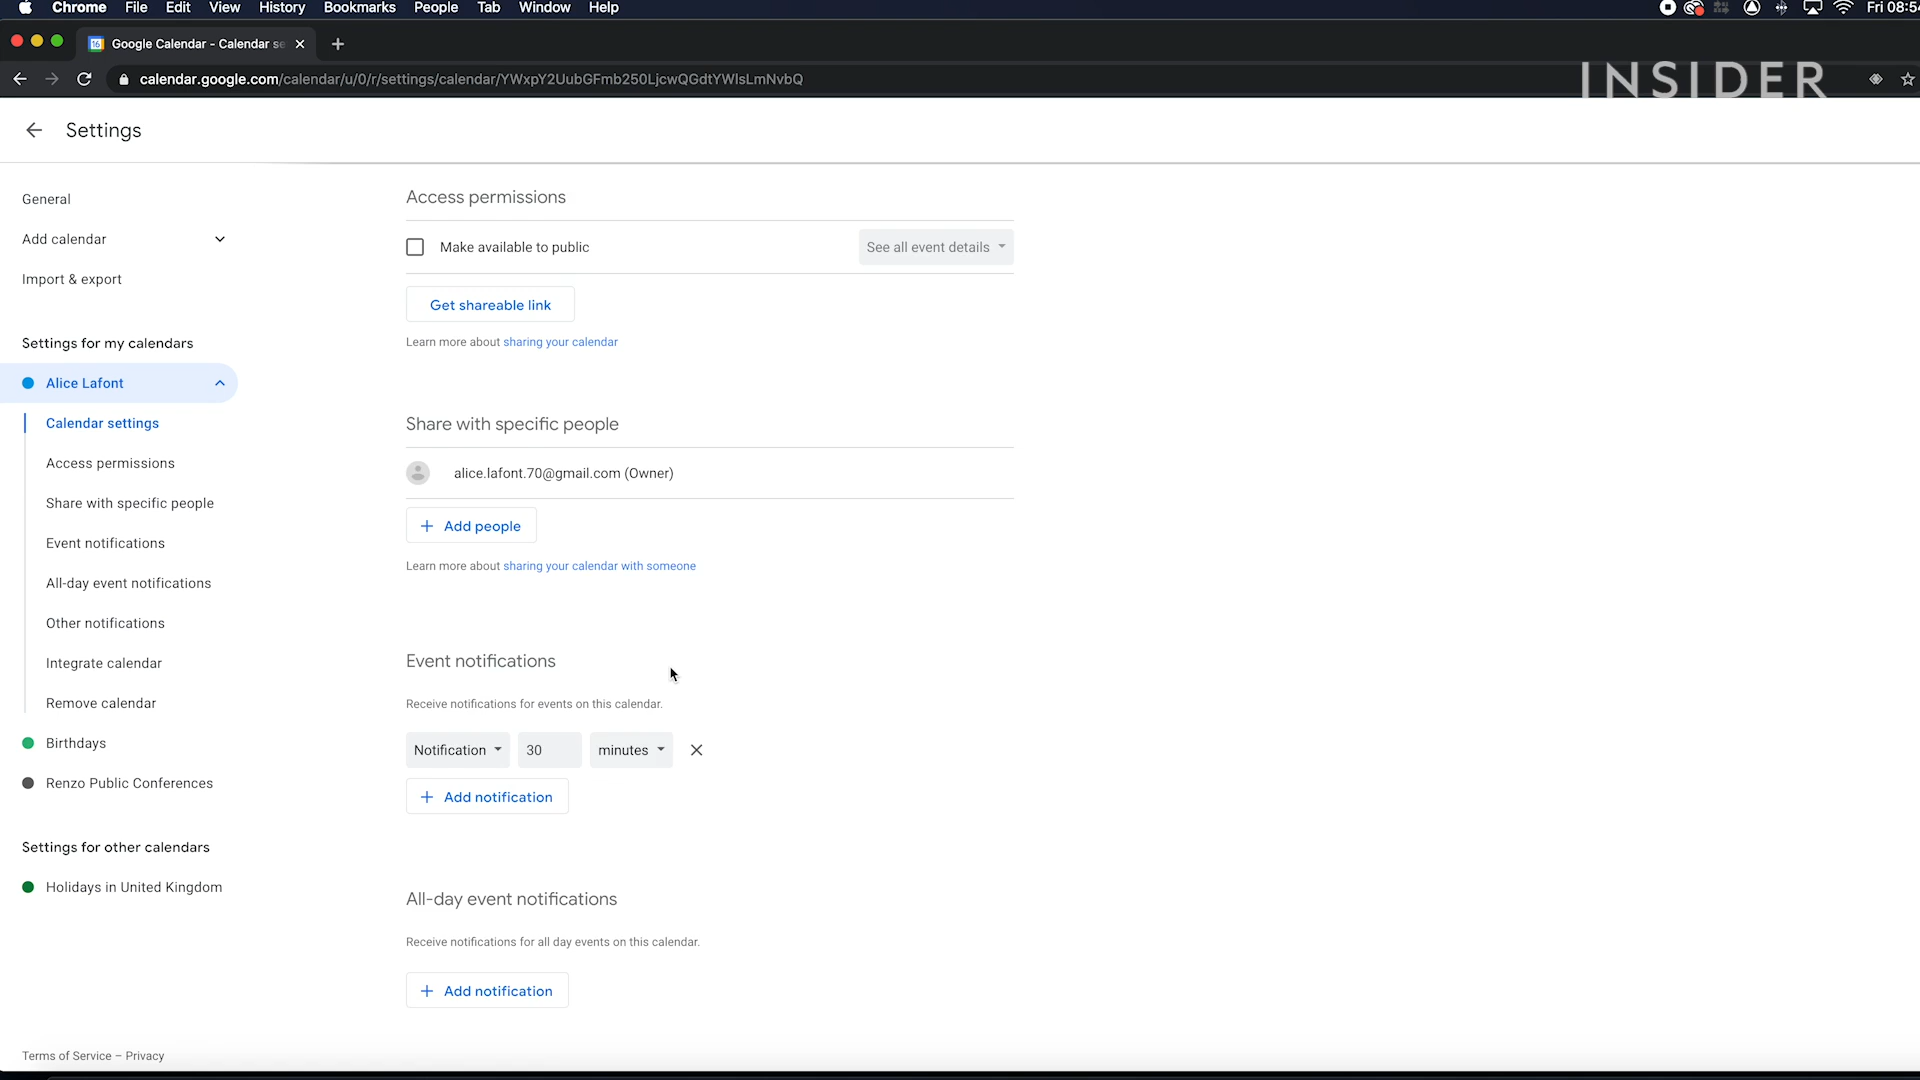 Chrome File Edit View History Bookmarks People Tab Window Help Fri 08:54
Google Calendar - Calendar se
calendar.google.com/calendar/u/0/r/settings/calendar/YWxpY2UubGFmb250LjcwQGdtYWlsLmNvbQ
INSIDER
Settings
General
Add calendar
Import & export
Settings for my calendars
Alice Lafont
Calendar settings
Access permissions
Share with specific people
Event notifications
All-day event notifications
Other notifications
Integrate calendar
Remove calendar
Birthdays
Renzo Public Conferences
Settings for other calendars
Holidays in United Kingdom
Terms of Service – Privacy
Access permissions
Make available to public See all event details
Get shareable link
Learn more about sharing your calendar
Share with specific people
alice.lafont.70@gmail.com (Owner)
+ Add people
Learn more about sharing your calendar with someone
Event notifications
Receive notifications for events on this calendar.
Notification 30 minutes
+ Add notification
All-day event notifications
Receive notifications for all day events on this calendar.
+ Add notification